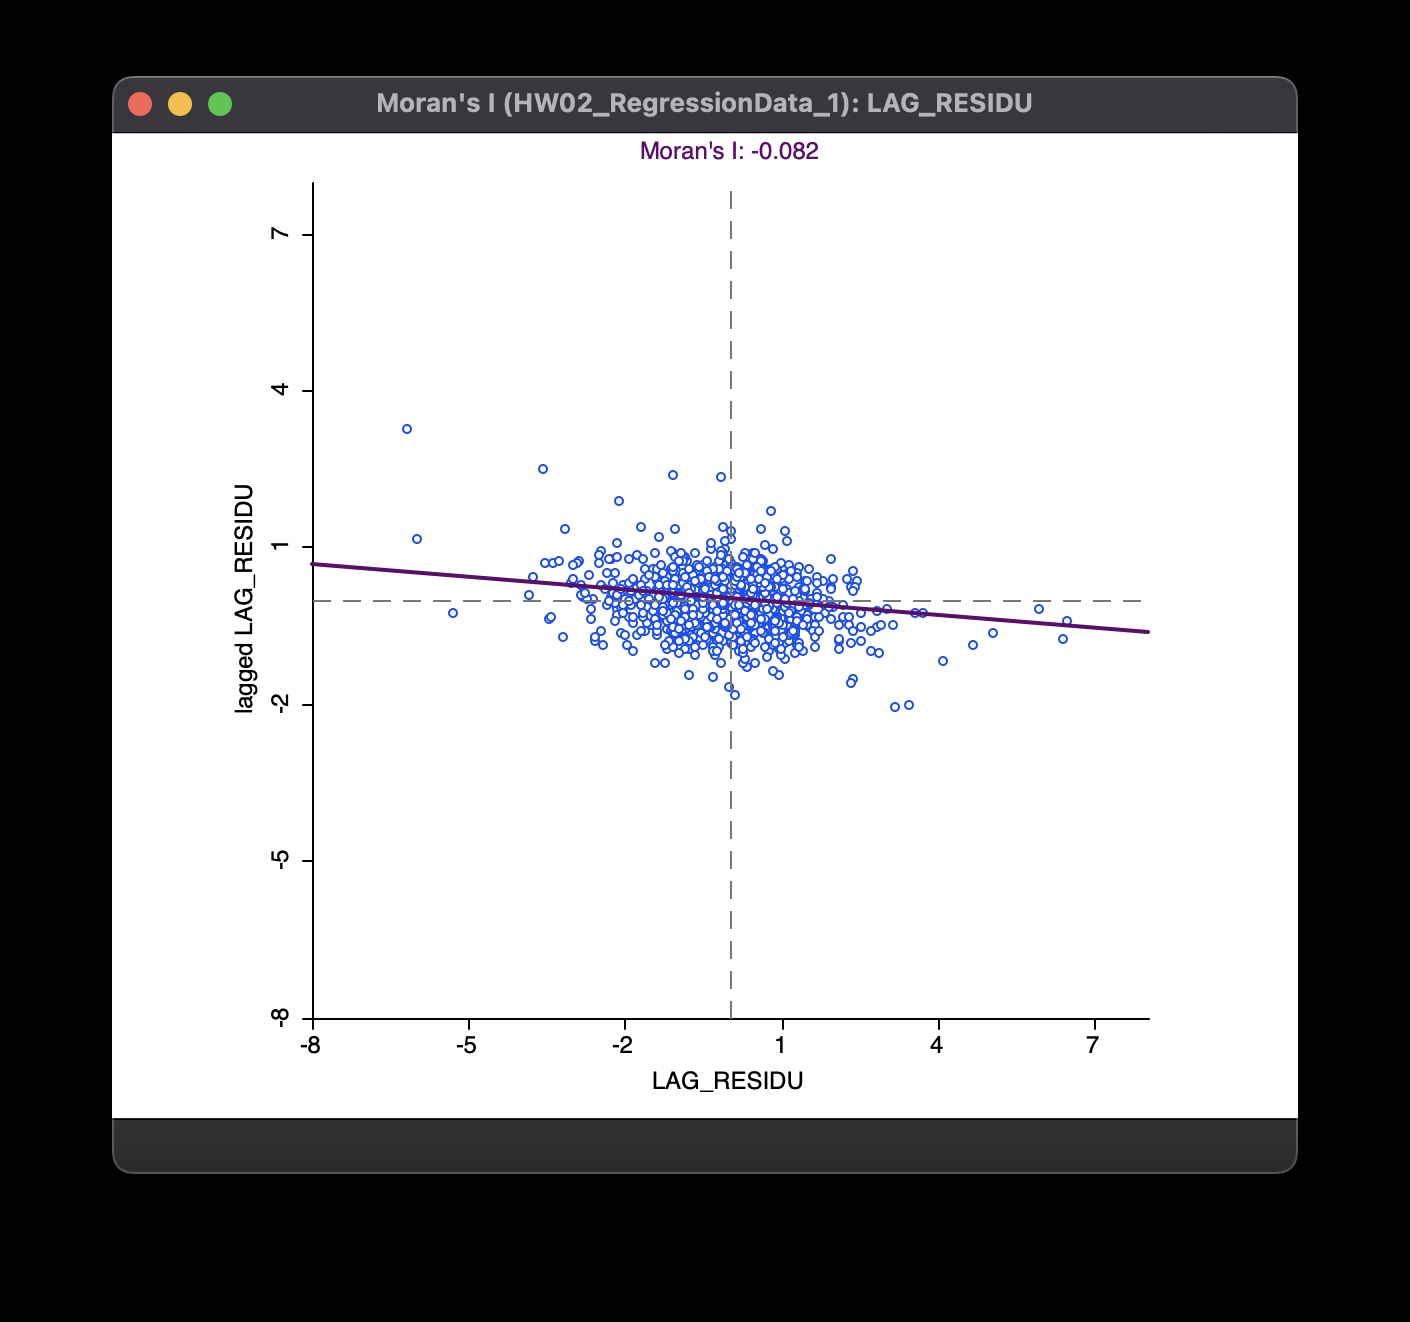 Moran's I (HW02_RegressionData_1): LAG_RESIDU
Moran's I: -0.082
7
4
1
-2
-5
-8
lagged LAG_RESIDU
-8 -5 -2 1 4 7
LAG_RESIDU